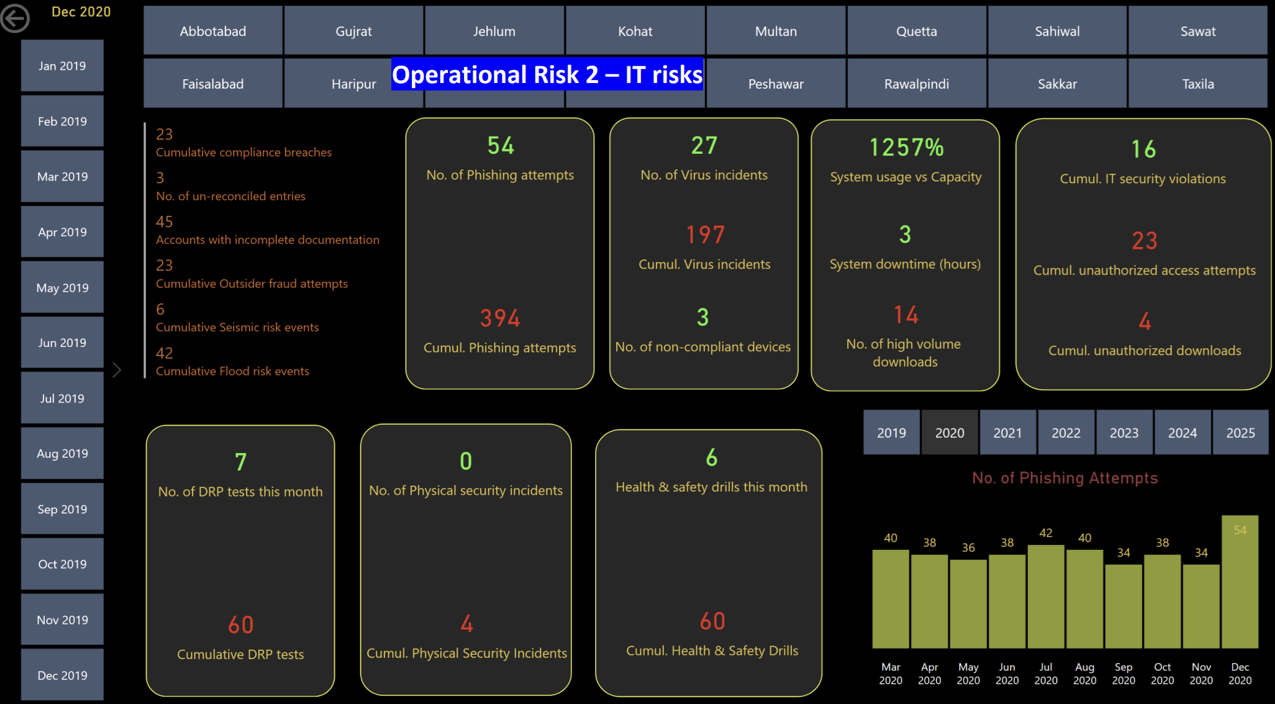 Dec 2020
Jan 2019
Feb 2019
Mar 2019
Apr 2019
May 2019
Jun 2019
Jul 2019
Aug 2019
Sep 2019
Oct 2019
Nov 2019
Dec 2019
Abbotabad
Gujrat
Jehlum
Kohat
Multan
Quetta
Sahiwal
Sawat
Faisalabad
Haripur
Operational Risk 2 – IT risks
Peshawar
Rawalpindi
Sakkar
Taxila
23
Cumulative compliance breaches
3
No. of un-reconciled entries
45
Accounts with incomplete documentation
23
Cumulative Outsider fraud attempts
6
Cumulative Seismic risk events
42
Cumulative Flood risk events
54
No. of Phishing attempts
394
Cumul. Phishing attempts
27
No. of Virus incidents
197
Cumul. Virus incidents
3
No. of non-compliant devices
1257%
System usage vs Capacity
3
System downtime (hours)
14
No. of high volume
downloads
16
Cumul. IT security violations
23
Cumul. unauthorized access attempts
4
Cumul. unauthorized downloads
7
No. of DRP tests this month
60
Cumulative DRP tests
0
No. of Physical security incidents
4
Cumul. Physical Security Incidents
6
Health & safety drills this month
60
Cumul. Health & Safety Drills
2019
2020
2021
2022
2023
2024
2025
No. of Phishing Attempts
40
38
36
38
42
40
34
38
34
54
Mar
2020
Apr
2020
May
2020
Jun
2020
Jul
2020
Aug
2020
Sep
2020
Oct
2020
Nov
2020
Dec
2020